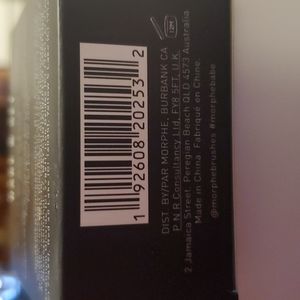 12M
1 92608 20253 2
DIST. BY/PAR MORPHE, BURBANK CA
P.N.R Consultancy Ltd. FY8 5FT, U.K.
2 Jamaica Street, Peregian Beach QLD 4573 Australia
Made in China Fabriqué en Chine.
@morphebrushes #morphebabe